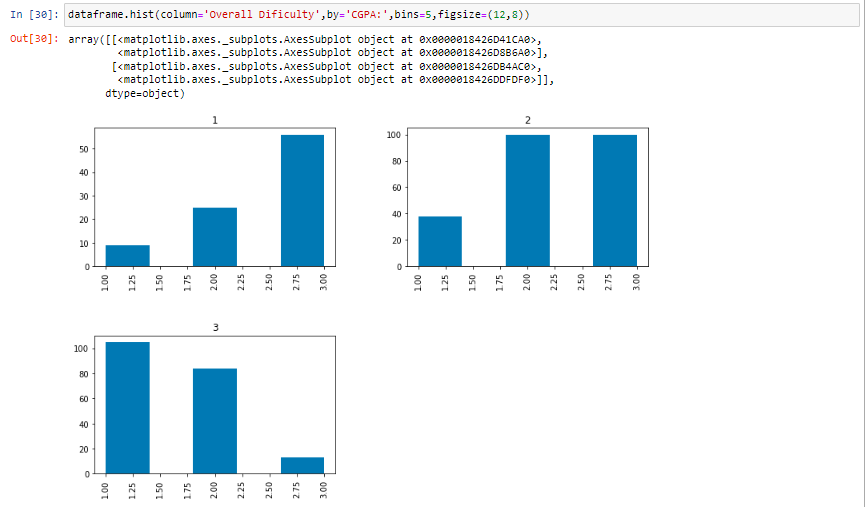 In [30]: dataframe.hist(column='Overall Dificulty',by='CGPA:',bins=5,figsize=(12,8))
Out[30]: array([[<matplotlib.axes._subplots.AxesSubplot object at 0x0000018426D41CA0>,
<matplotlib.axes._subplots.AxesSubplot object at 0x0000018426D8B6A0>],
[<matplotlib.axes._subplots.AxesSubplot object at 0x0000018426DB4AC0>,
<matplotlib.axes._subplots.AxesSubplot object at 0x0000018426DDFDF0>]],
dtype=object)
1
50
40
30
20
10
0
1.00 1.25 1.50 1.75 2.00 2.25 2.50 2.75 3.00
2
100
80
60
40
20
0
1.00 1.25 1.50 1.75 2.00 2.25 2.50 2.75 3.00
3
100
80
60
40
20
0
1.00 1.25 1.50 1.75 2.00 2.25 2.50 2.75 3.00